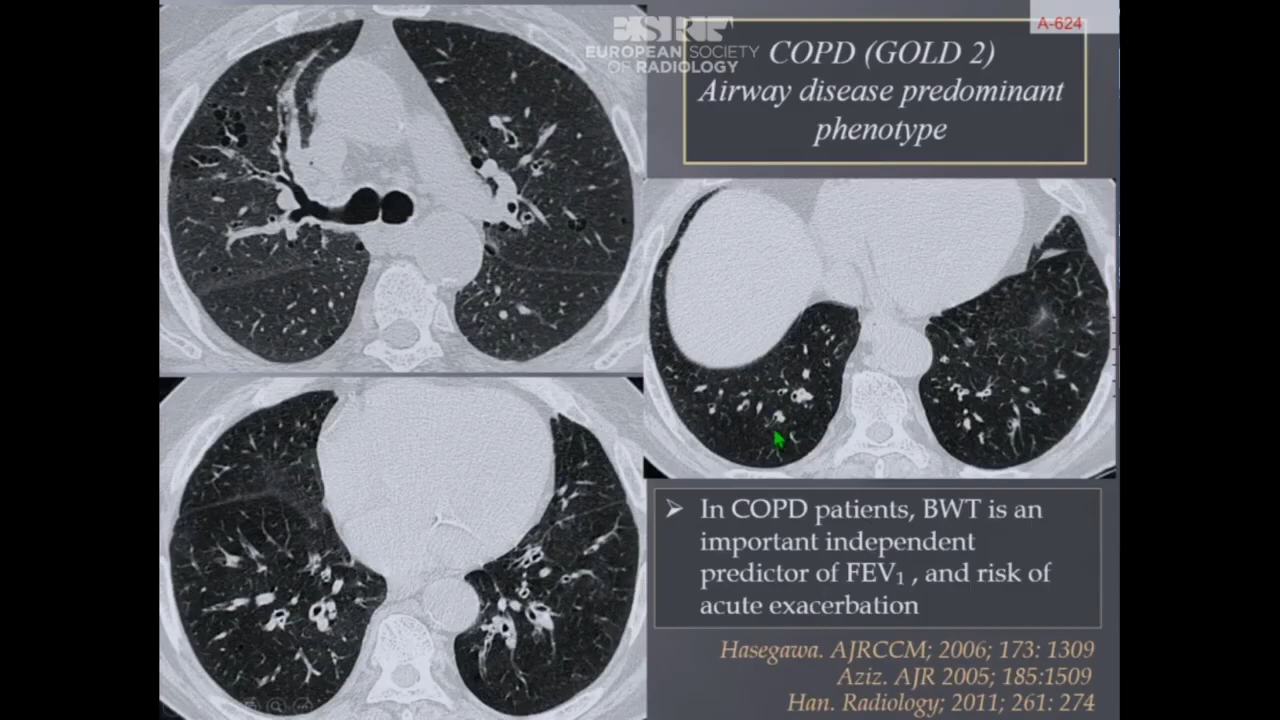 A-624
EUROPEAN SOCIETY
OF RADIOLOGY
COPD (GOLD 2)
Airway disease predominant
phenotype
➢ In COPD patients, BWT is an
important independent
predictor of FEV₁ , and risk of
acute exacerbation
Hasegawa. AJRCCM; 2006; 173: 1309
Aziz. AJR 2005; 185:1509
Han. Radiology; 2011; 261: 274